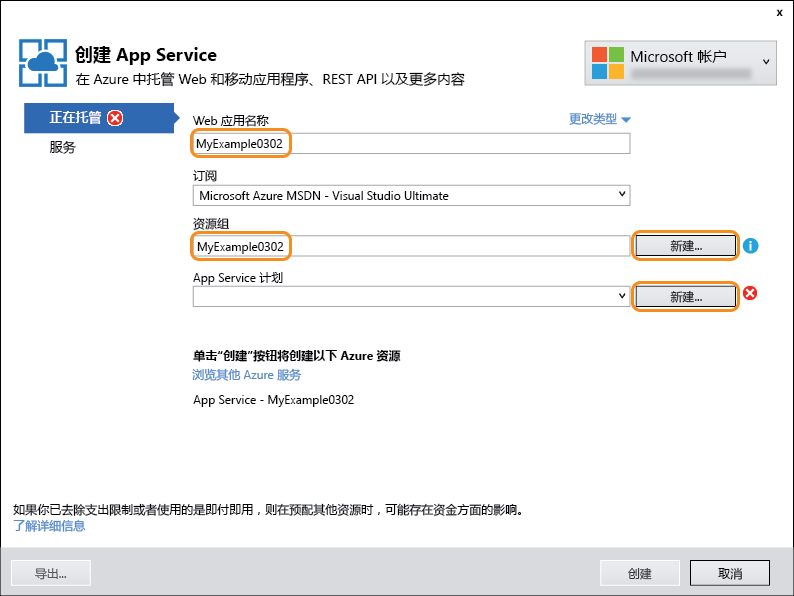 x
创建 App Service
在 Azure 中托管 Web 和移动应用程序、REST API 以及更多内容
Microsoft 帐户
正在托管
服务
Web 应用名称
更改类型
MyExample0302
订阅
Microsoft Azure MSDN - Visual Studio Ultimate
资源组
MyExample0302
新建...
App Service 计划
新建...
单击“创建”按钮将创建以下 Azure 资源
浏览其他 Azure 服务
App Service - MyExample0302
如果你已去除支出限制或者使用的是即付即用，则在预配其他资源时，可能存在资金方面的影响。
了解详细信息
导出...
创建
取消